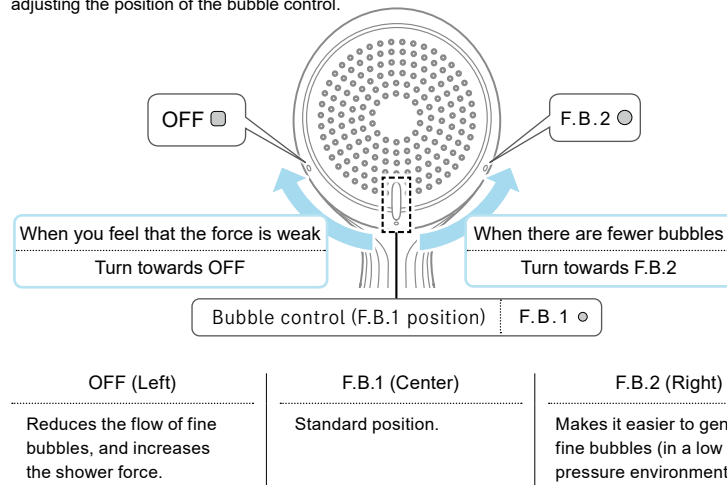 adjusting the position of the bubble control.
OFF
F.B.2
When you feel that the force is weak
Turn towards OFF
When there are fewer bubbles
Turn towards F.B.2
Bubble control (F.B.1 position) F.B.1
OFF (Left)
Reduces the flow of fine
bubbles, and increases
the shower force.
F.B.1 (Center)
Standard position.
F.B.2 (Right)
Makes it easier to
fine bubbles (in a low
pressure